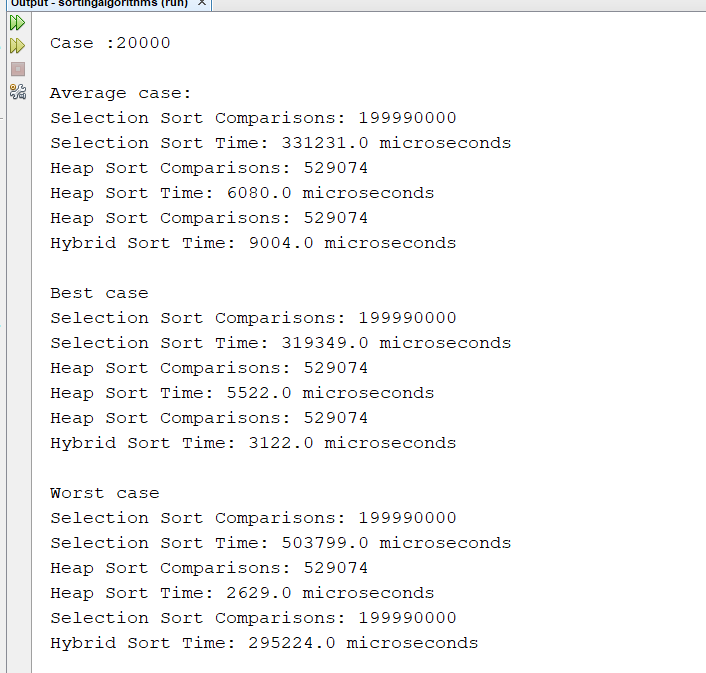 Output - sortingalgorithms (run) ×
Case :20000
Average case:
Selection Sort Comparisons: 199990000
Selection Sort Time: 331231.0 microseconds
Heap Sort Comparisons: 529074
Heap Sort Time: 6080.0 microseconds
Heap Sort Comparisons: 529074
Hybrid Sort Time: 9004.0 microseconds
Best case
Selection Sort Comparisons: 199990000
Selection Sort Time: 319349.0 microseconds
Heap Sort Comparisons: 529074
Heap Sort Time: 5522.0 microseconds
Heap Sort Comparisons: 529074
Hybrid Sort Time: 3122.0 microseconds
Worst case
Selection Sort Comparisons: 199990000
Selection Sort Time: 503799.0 microseconds
Heap Sort Comparisons: 529074
Heap Sort Time: 2629.0 microseconds
Selection Sort Comparisons: 199990000
Hybrid Sort Time: 295224.0 microseconds